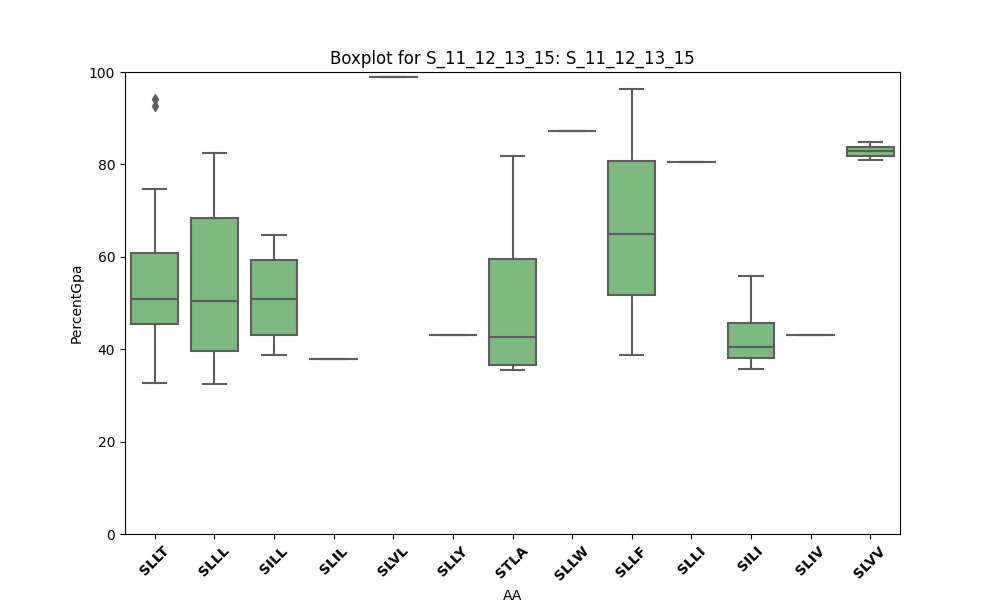 Boxplot for S_11_12_13_15: S_11_12_13_15
PercentGpa
100
80
60
40
20
0
SLLT SLLL SILL SLIL SLVL SLLY STLA SLLW SLLF SLLI SILI SLIV SLVV
AA